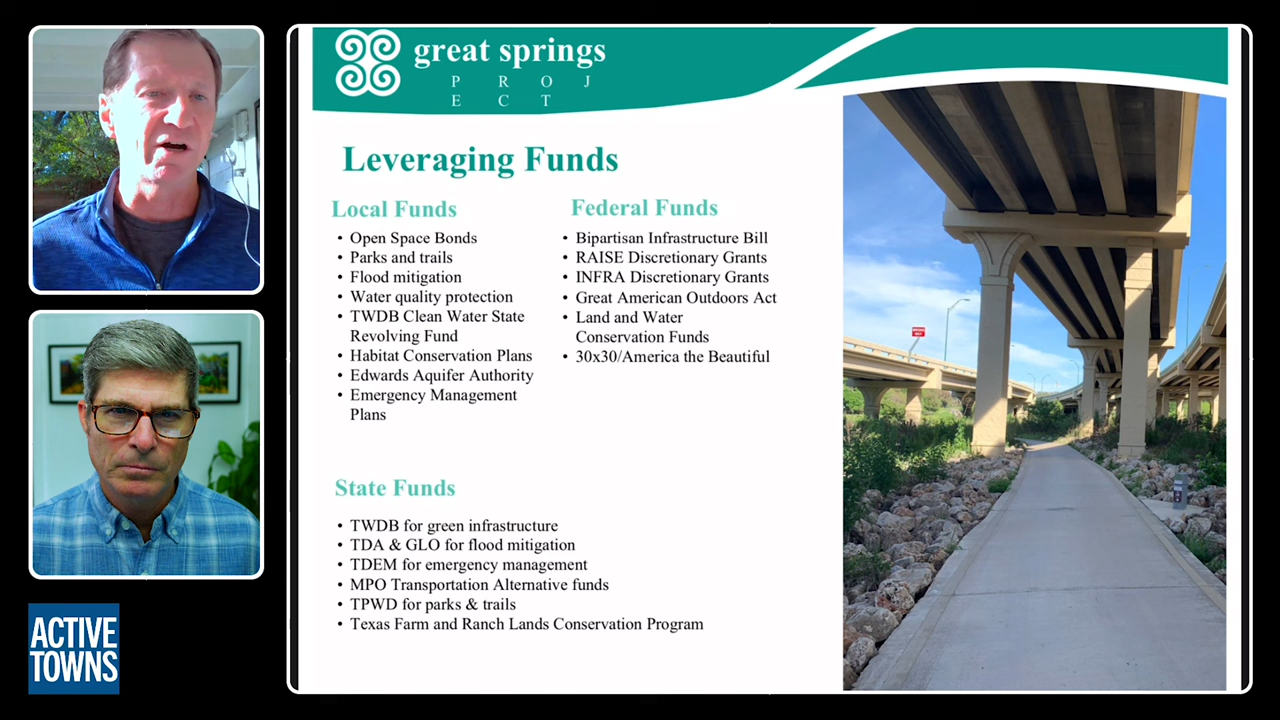 great springs
P R O J
E C T
Leveraging Funds
Local Funds
• Open Space Bonds
• Parks and trails
• Flood mitigation
• Water quality protection
• TWDB Clean Water State
Revolving Fund
• Habitat Conservation Plans
• Edwards Aquifer Authority
• Emergency Management
Plans
Federal Funds
• Bipartisan Infrastructure Bill
• RAISE Discretionary Grants
• INFRA Discretionary Grants
• Great American Outdoors Act
• Land and Water
Conservation Funds
• 30x30/America the Beautiful
State Funds
• TWDB for green infrastructure
• TDA & GLO for flood mitigation
• TDEM for emergency management
• MPO Transportation Alternative funds
• TPWD for parks & trails
• Texas Farm and Ranch Lands Conservation Program
ACTIVE
TOWNS